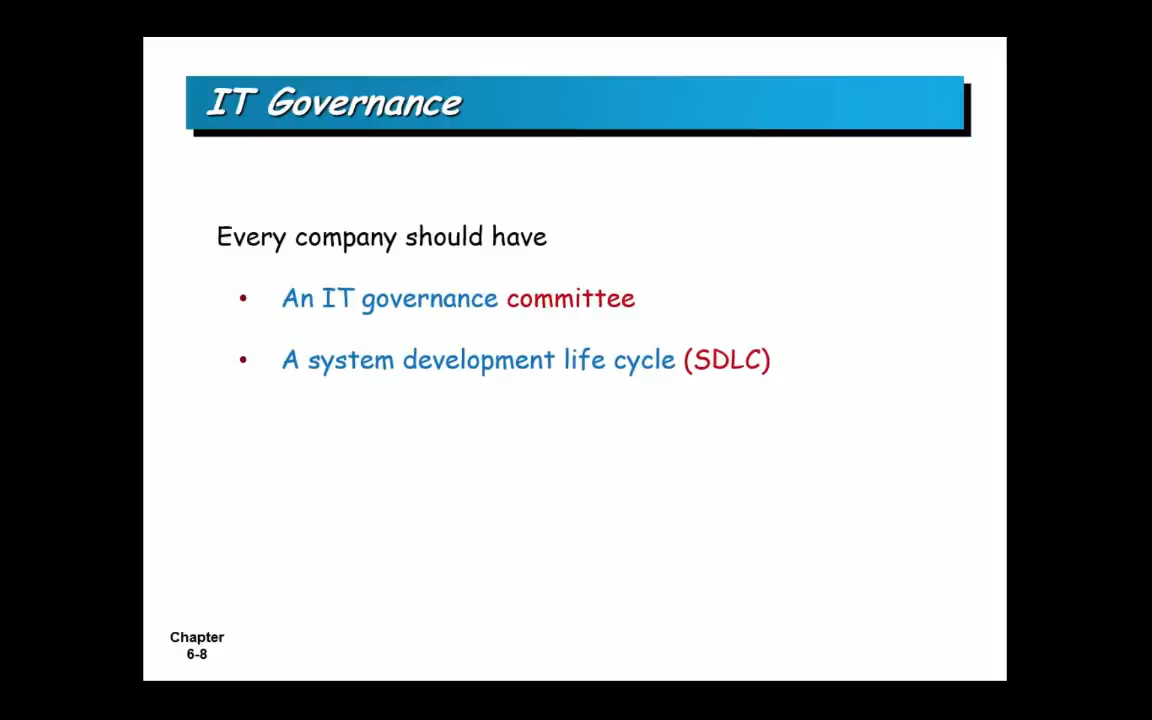 IT Governance
Every company should have
• An IT governance committee
• A system development life cycle (SDLC)
Chapter
6-8